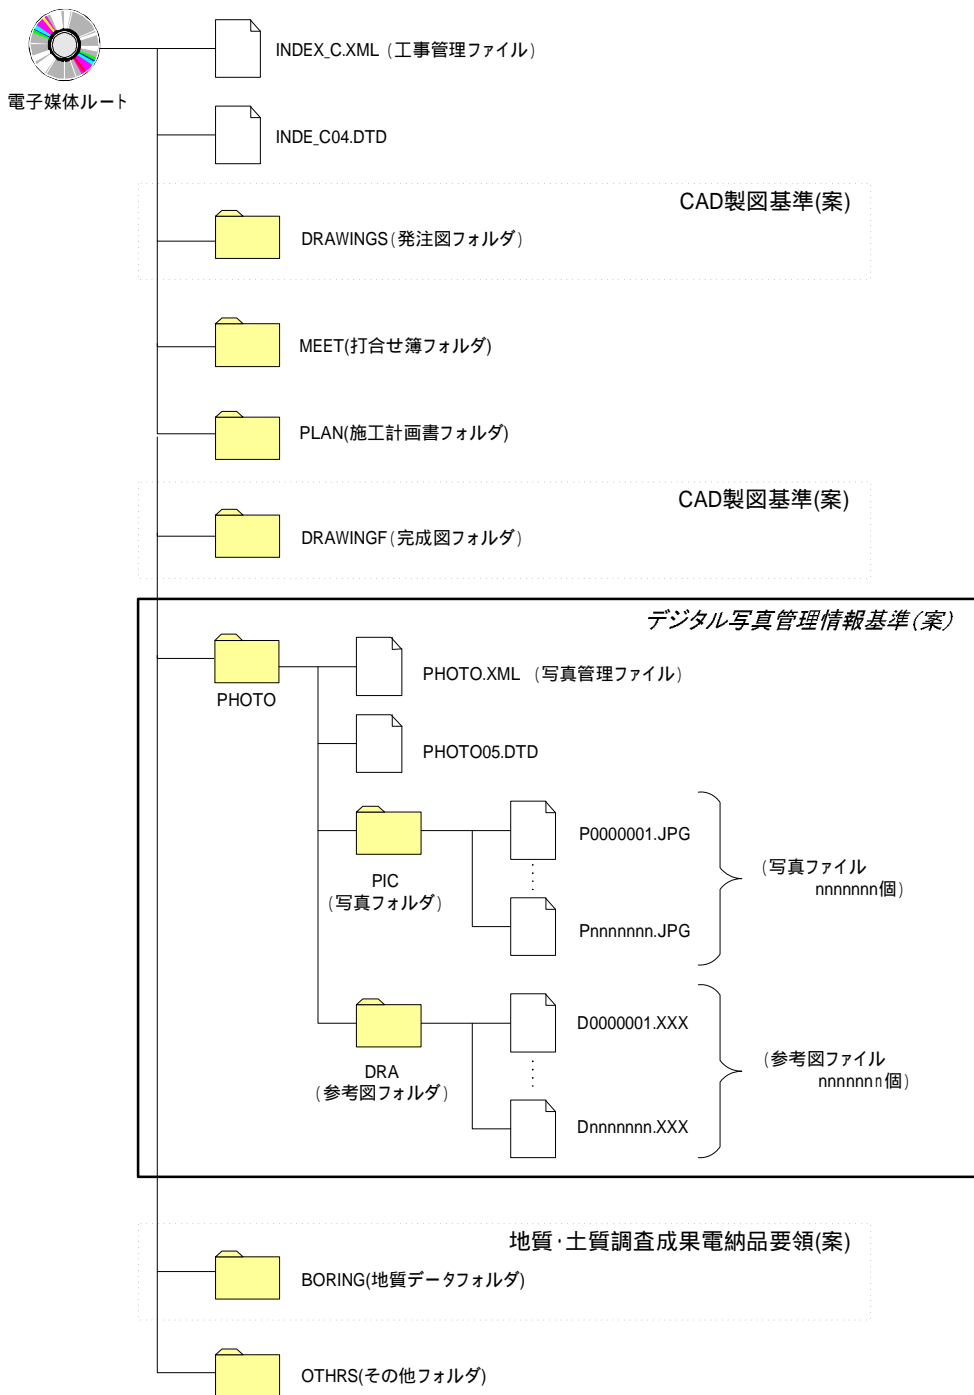 INDEX_C.XML (工事管理ファイル)
電子媒体ルート
INDE_C04.DTD
CAD製図基準(案)
DRAWINGS(発注図フォルダ)
MEET(打合せ簿フォルダ)
PLAN(施工計画書フォルダ)
CAD製図基準(案)
DRAWINGF(完成図フォルダ)
デジタル写真管理情報基準(案)
PHOTO
PHOTO.XML (写真管理ファイル)
PHOTO05.DTD
PIC
(写真フォルダ)
P0000001.JPG
Pnnnnnnn.JPG
(写真ファイル
nnnnnnn個)
DRA
(参考図フォルダ)
D0000001.XXX
Dnnnnnnn.XXX
(参考図ファイル
nnnnnnn個)
地質・土質調査成果電納品要領(案)
BORING(地質データフォルダ)
OTHRS(その他フォルダ)